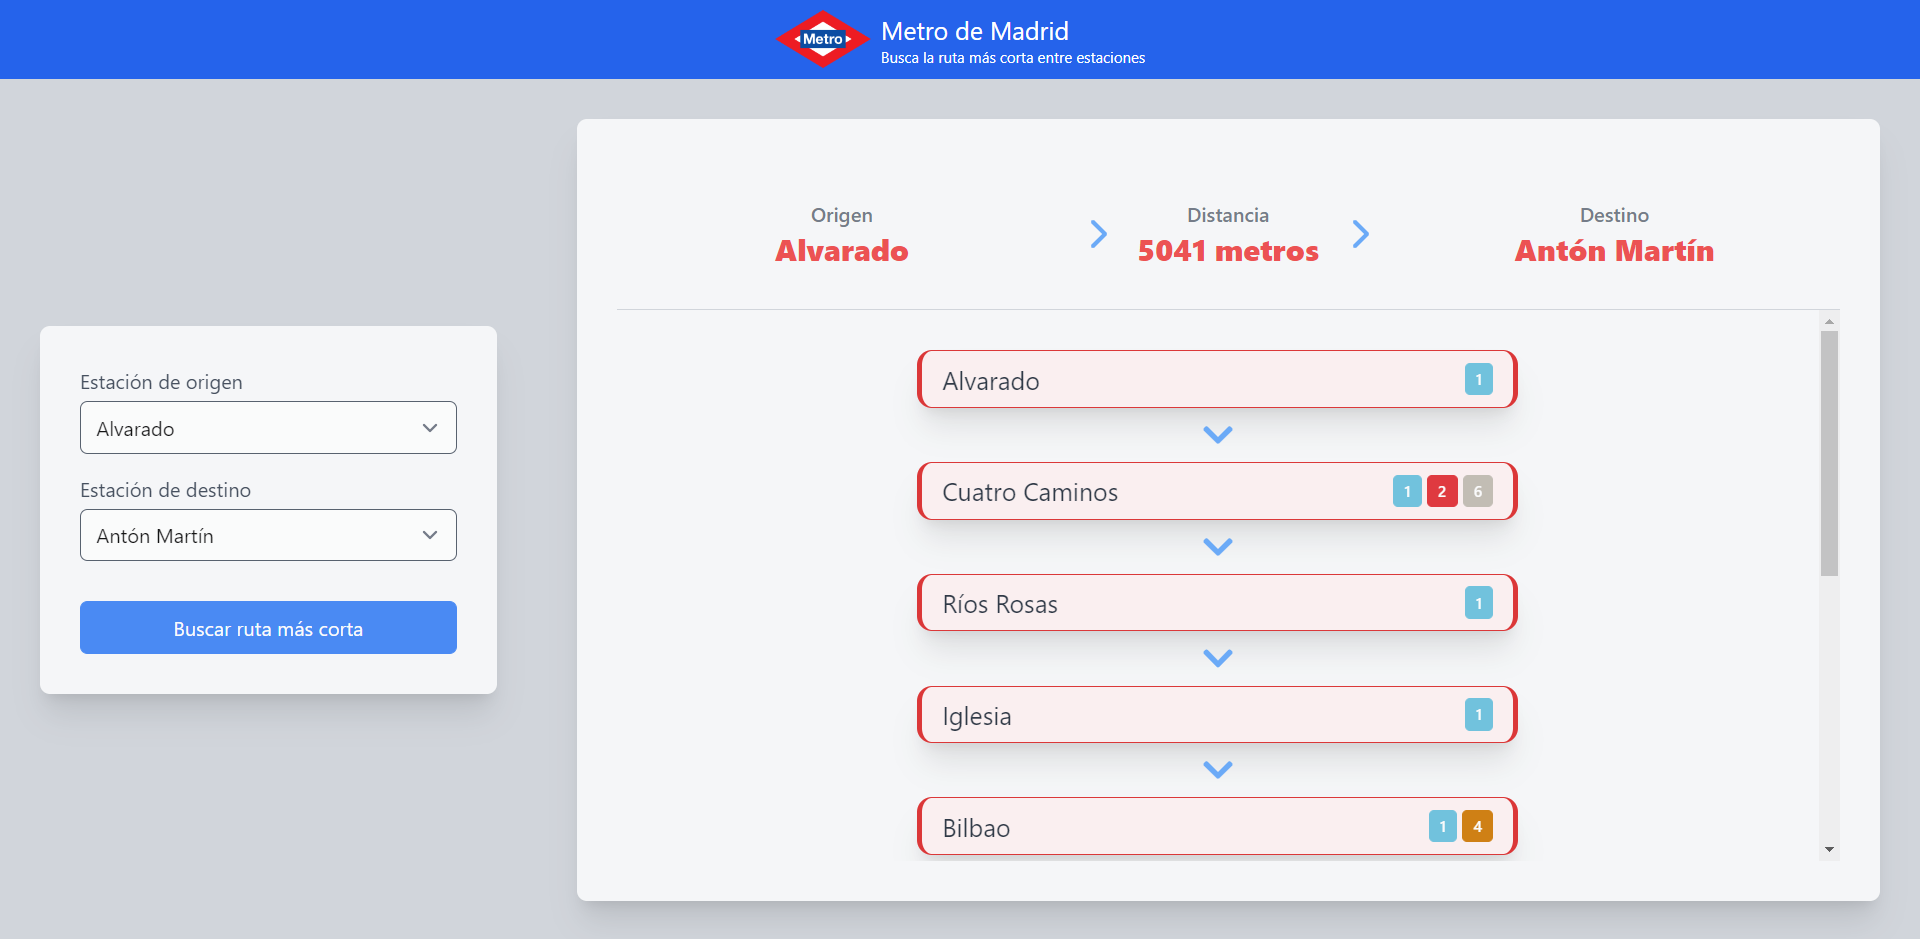 Metro
Metro de Madrid
Busca la ruta más corta entre estaciones
Estación de origen
Alvarado
Estación de destino
Antón Martín
Buscar ruta más corta
Origen
Alvarado
Distancia
5041 metros
Destino
Antón Martín
Alvarado 1
Cuatro Caminos 1 2 6
Ríos Rosas 1
Iglesia 1
Bilbao 1 4